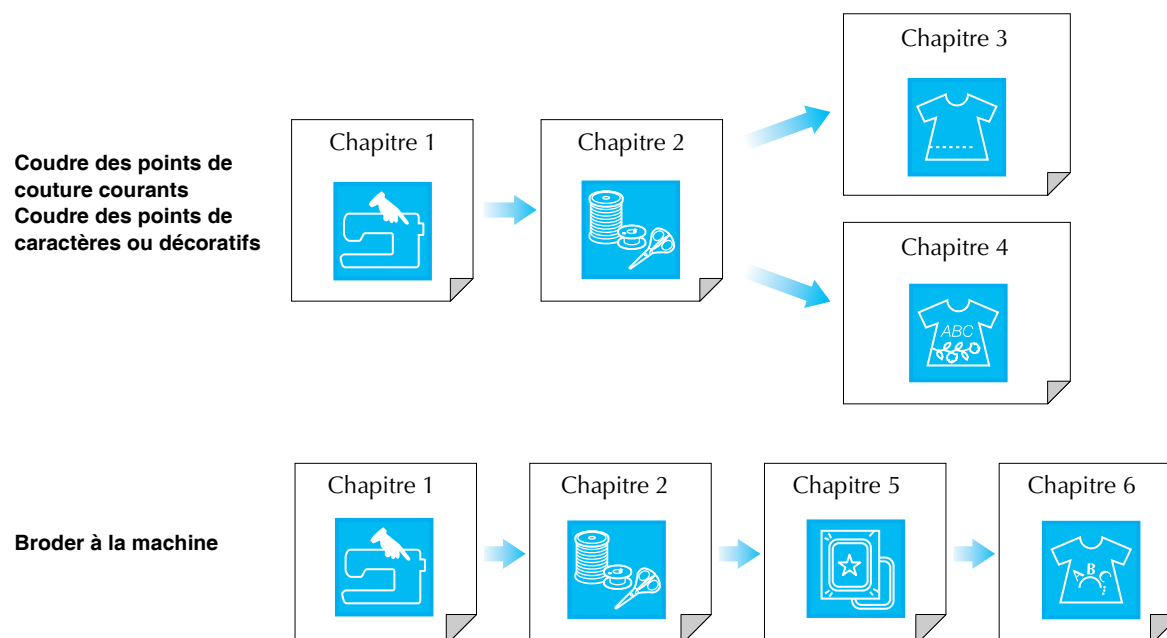 Chapitre 3
Chapitre 1
Chapitre 2
Coudre des points de
couture courants
Coudre des points de
caractères ou décoratifs
Chapitre 4
ABC
Chapitre 1
Chapitre 2
Chapitre 5
Chapitre 6
Broder à la machine
B